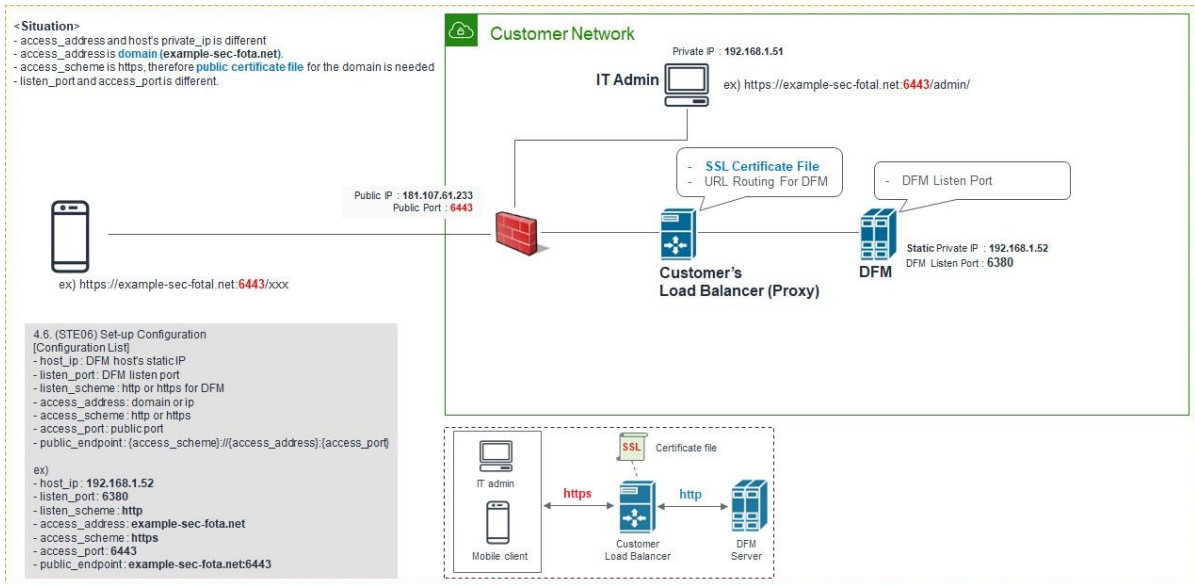 <Situation>
- access_address and host's private_ip is different
- access_address is domain (example-sec-fota.net).
- access_scheme is https, therefore public certificate file for the domain is needed
- listen_port and access_port is different.
Customer Network
Private IP : 192.168.1.51
IT Admin
ex) https://example-sec-fotal.net:6443/admin/
- SSL Certificate File
- URL Routing For DFM
- DFM Listen Port
Public IP : 181.107.61.233
Public Port : 6443
Static Private IP : 192.168.1.52
DFM Listen Port : 6380
Customer's
Load Balancer (Proxy)
DFM
ex) https://example-sec-fotal.net:6443/xxx
4.6. (STE06) Set-up Configuration
[Configuration List]
- host_ip : DFM host's static IP
- listen_port : DFM listen port
- listen_scheme : http or https for DFM
- access_address : domain or ip
- access_scheme : http or https
- access_port : public port
- public_endpoint : {access_scheme}://{access_address}:{access_port}
ex)
- host_ip : 192.168.1.52
- listen_port : 6380
- listen_scheme : http
- access_address : example-sec-fota.net
- access_scheme : https
- access_port : 6443
- public_endpoint : example-sec-fota.net:6443
SSL
Certificate file
IT admin
https
http
Mobile client
Customer
Load Balancer
DFM
Server